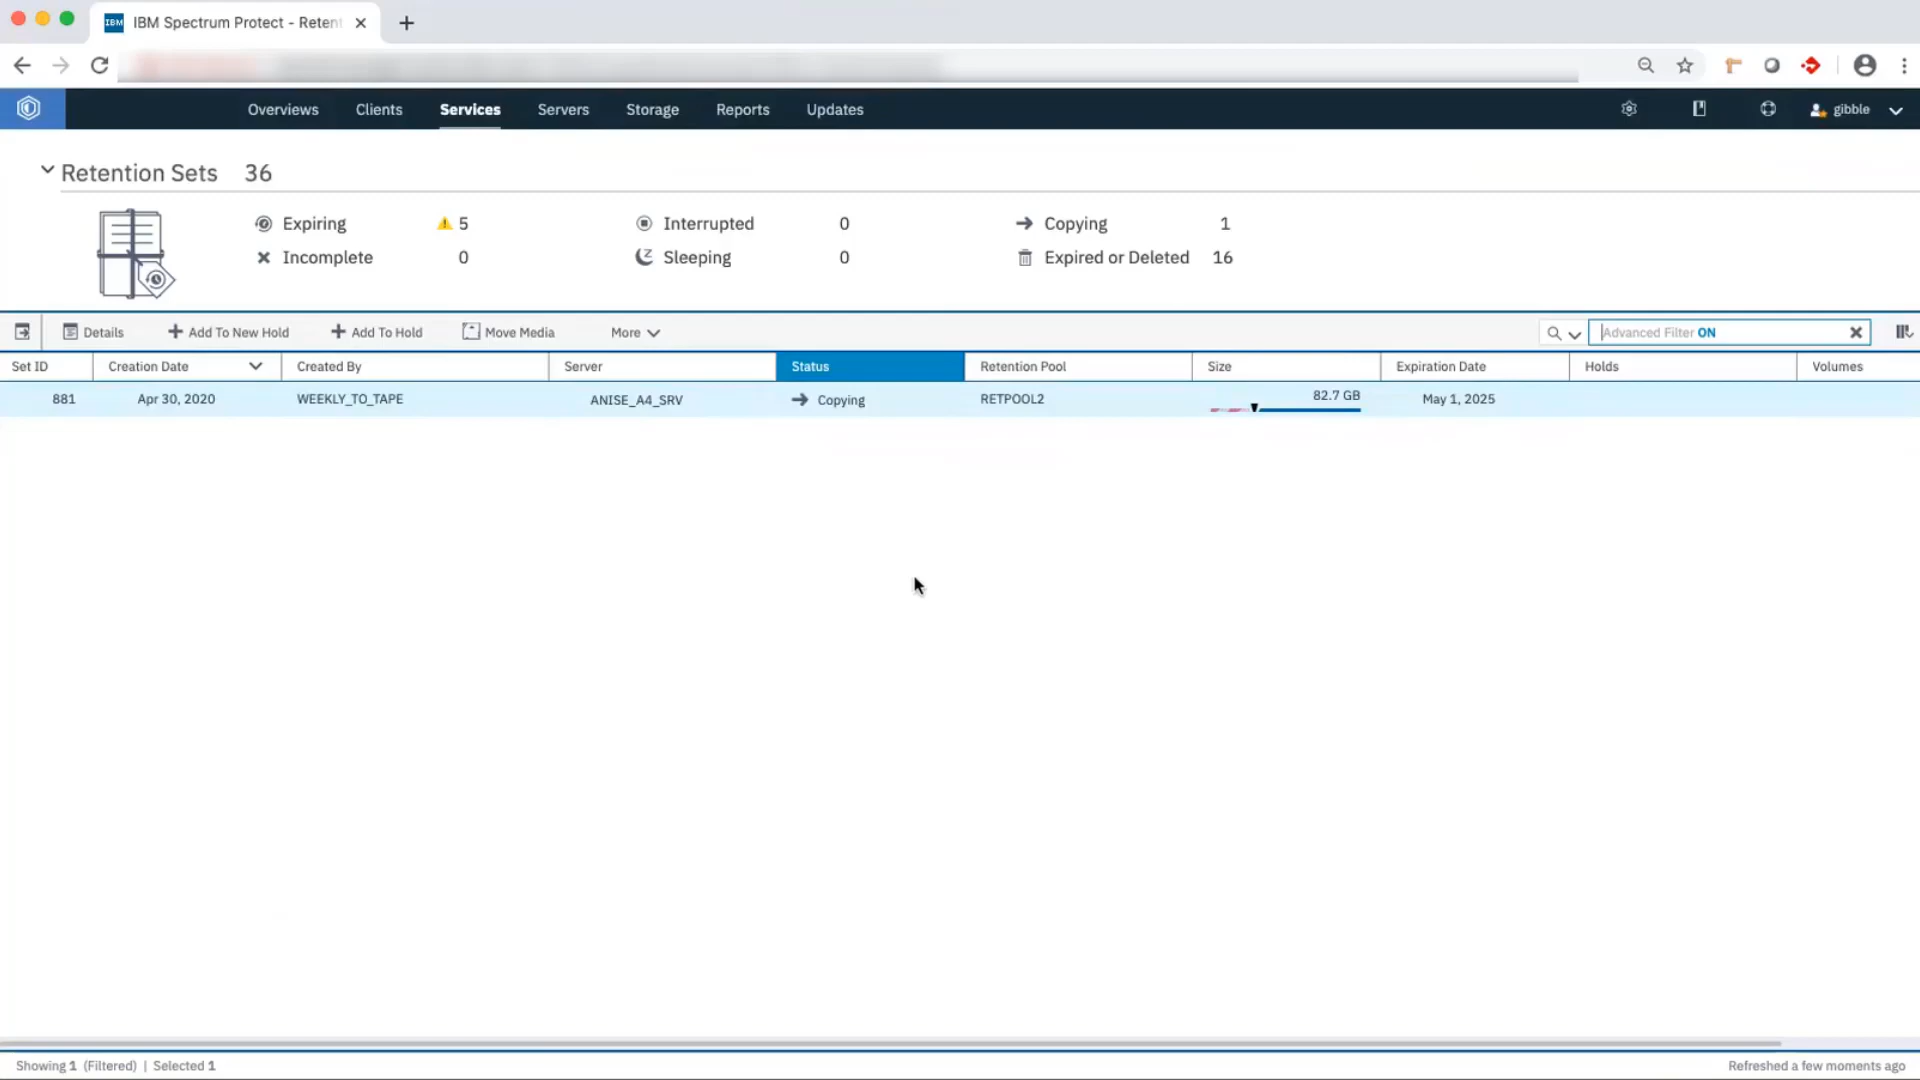 IBM IBM Spectrum Protect - Reten
Overviews Clients Services Servers Storage Reports Updates gibble
Retention Sets 36
Expiring 5 Interrupted 0 Copying 1
Incomplete 0 Sleeping 0 Expired or Deleted 16
Details Add To New Hold Add To Hold Move Media More Advanced Filter ON
Set ID Creation Date Created By Server Status Retention Pool Size Expiration Date Holds Volumes
881 Apr 30, 2020 WEEKLY_TO_TAPE ANISE_A4_SRV Copying RETPOOL2 82.7 GB May 1, 2025
Showing 1 (Filtered) | Selected 1 Refreshed a few moments ago